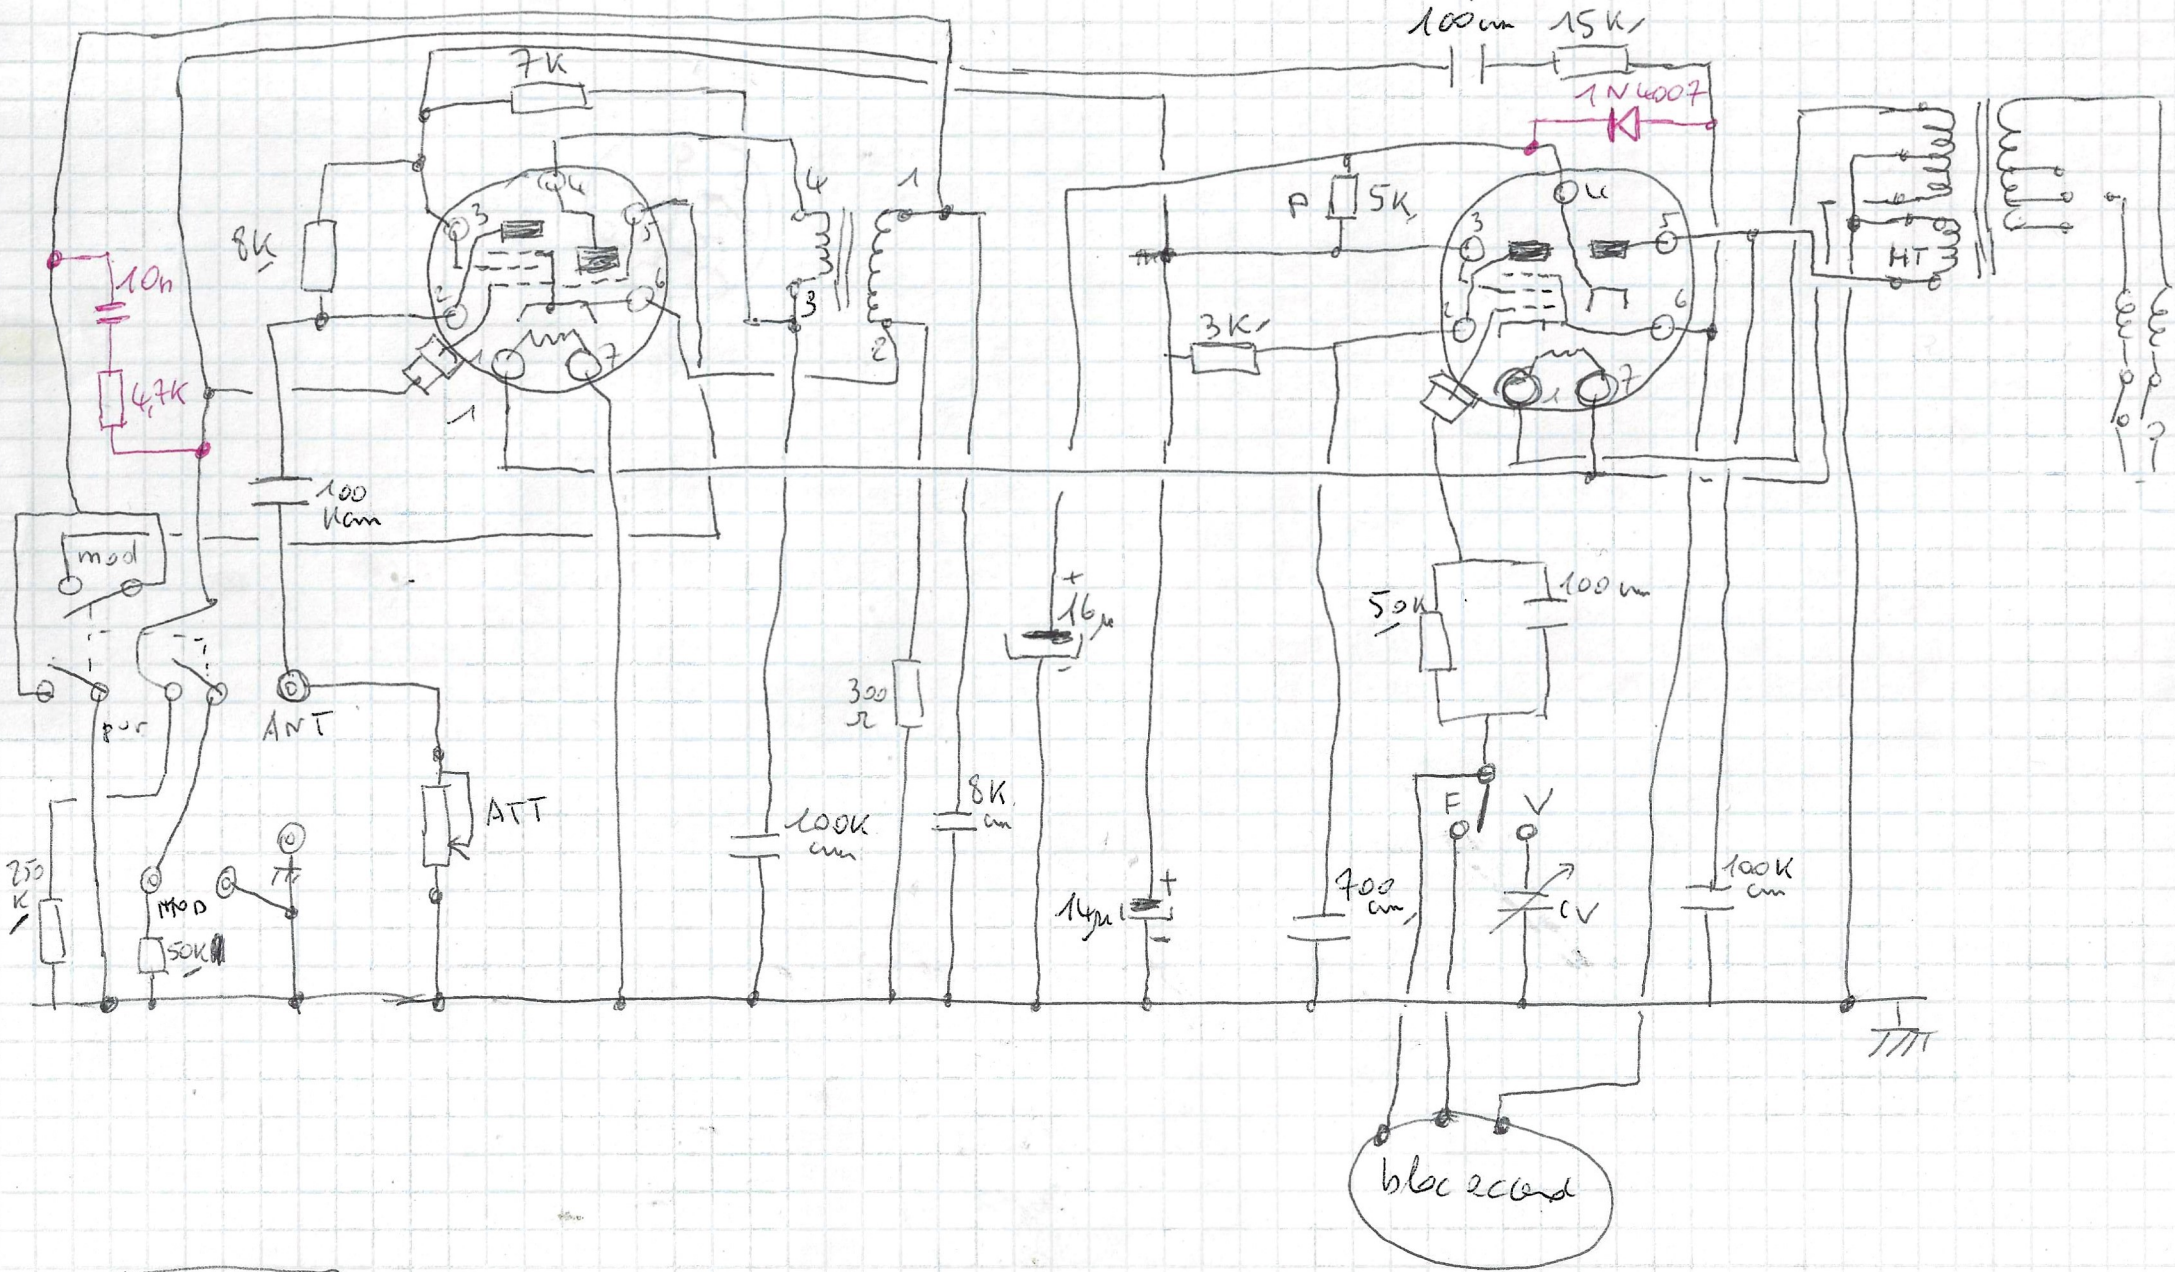 100cm 15K
7K
1N4007
4 1
3 4 5
8K
10n
2 6
3
2
1 7
4,7K
1
P 5K
3 4 5
HT
3K
2 6
1 7
100
Kcm
mod
+
16µ
50K
100cm
300
Ω
pur
ANT
8K
cm
ATT
F V
100K
cm
250
K
MOD
50K
+
14µ
-
700
cm
CV
100K
cm
bloc accord